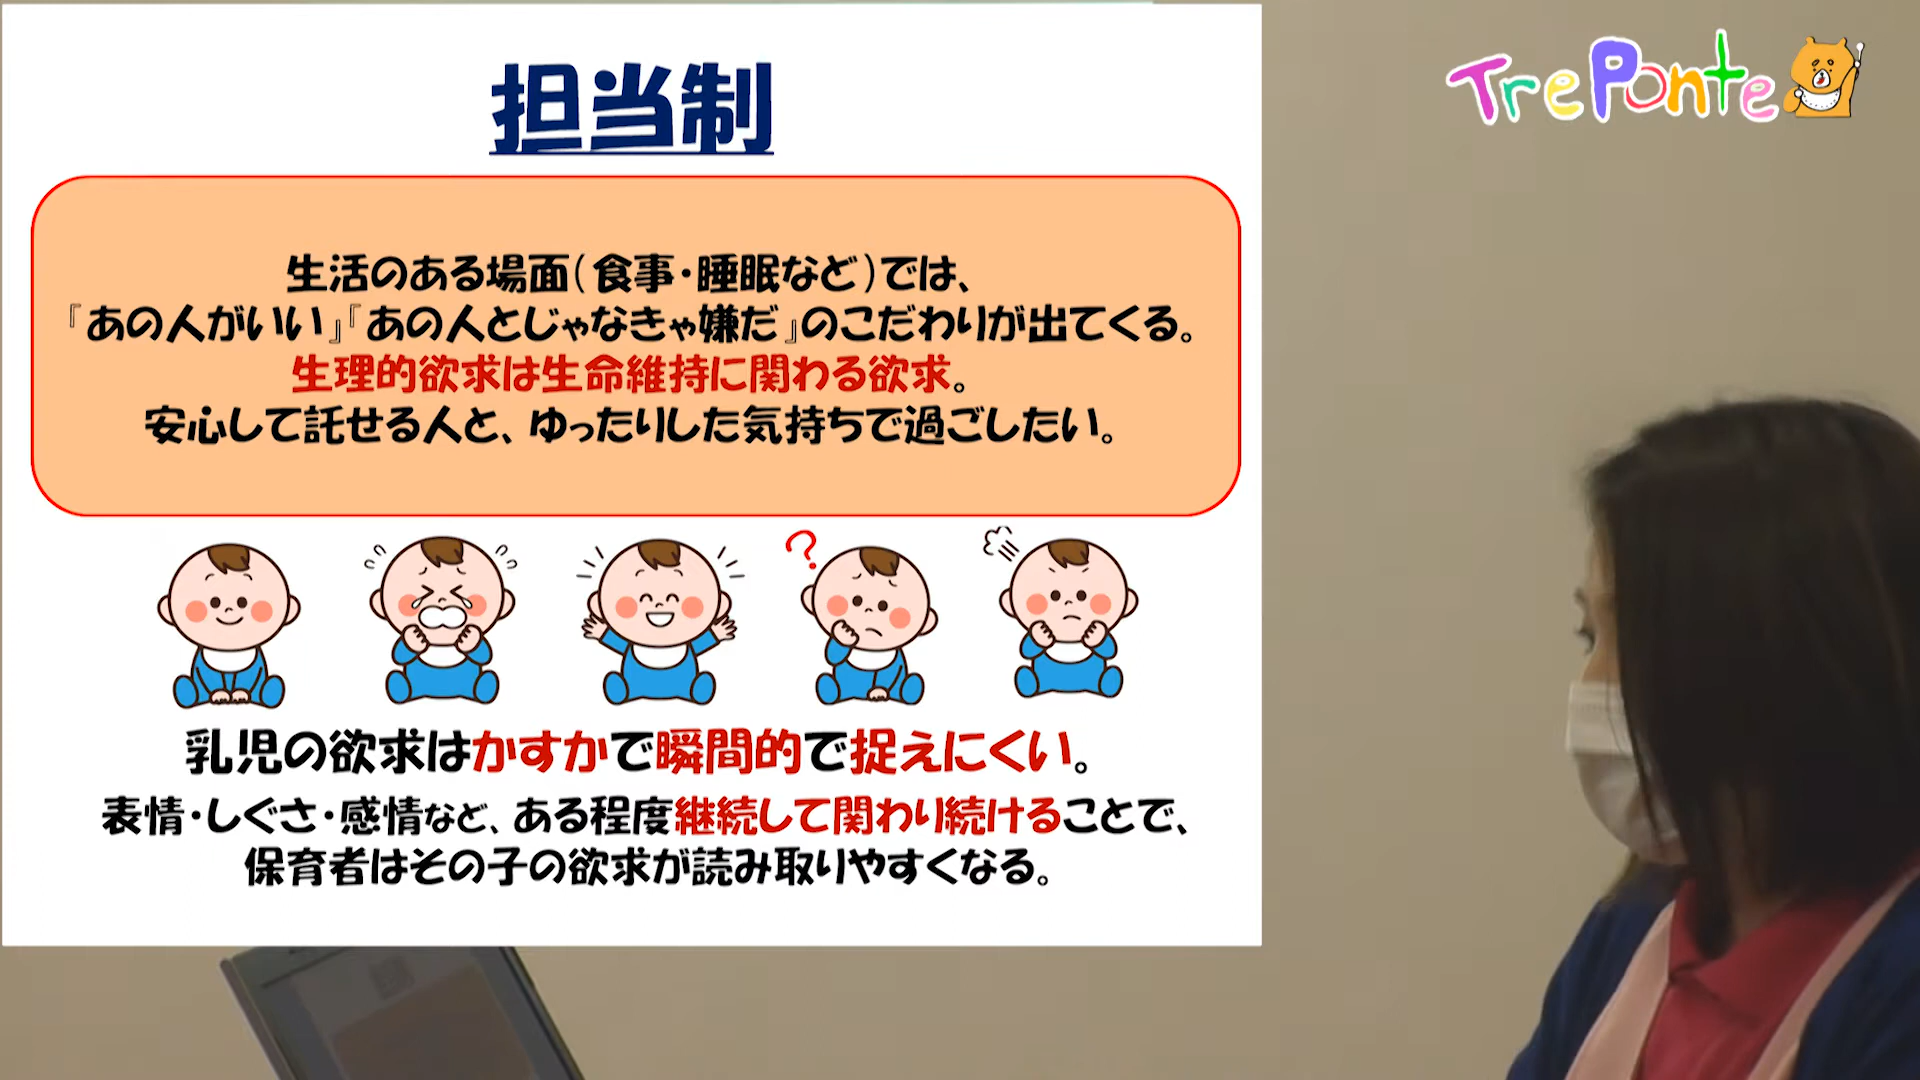 担当制
生活のある場面(食事・睡眠など)では、
『あの人がいい』『あの人とじゃなきゃ嫌だ』のこだわりが出てくる。
生理的欲求は生命維持に関わる欲求。
安心して託せる人と、ゆったりした気持ちで過ごしたい。
?
乳児の欲求はかすかで瞬間的で捉えにくい。
表情・しぐさ・感情など、ある程度継続して関わり続けることで、
保育者はその子の欲求が読み取りやすくなる。
TrePonte